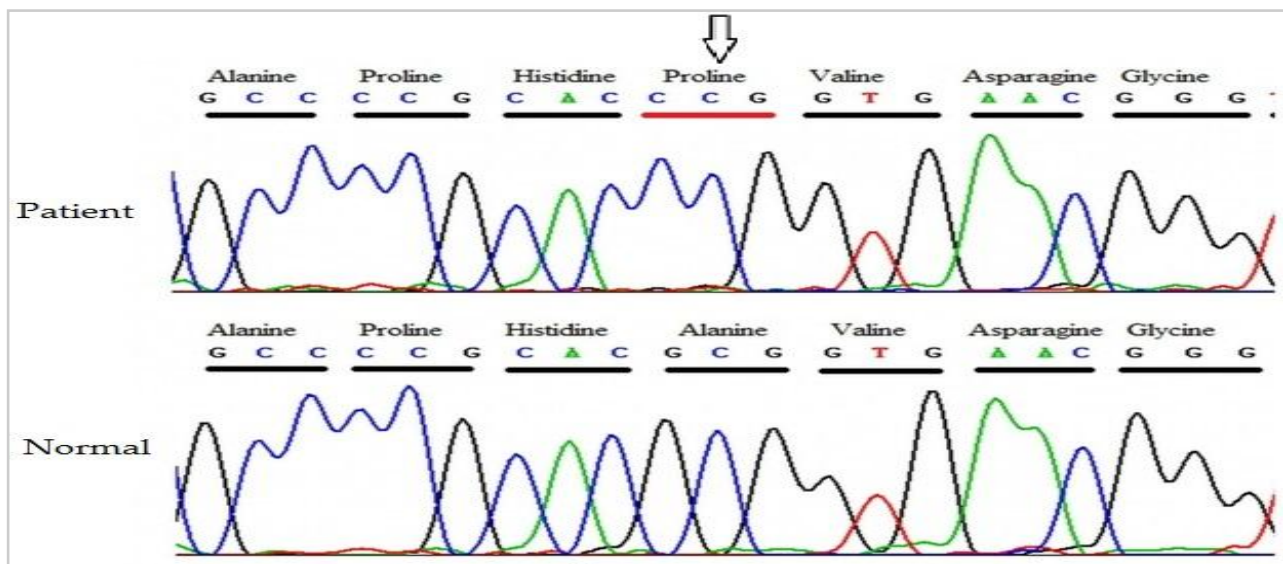 Alanine Proline Histidine Proline Valine Asparagine Glycine
G C C C C G C A C C C G G T G A A C G G G
Patient
Alanine Proline Histidine Alanine Valine Asparagine Glycine
G C C C C G C A C G C G G T G A A C G G G
Normal